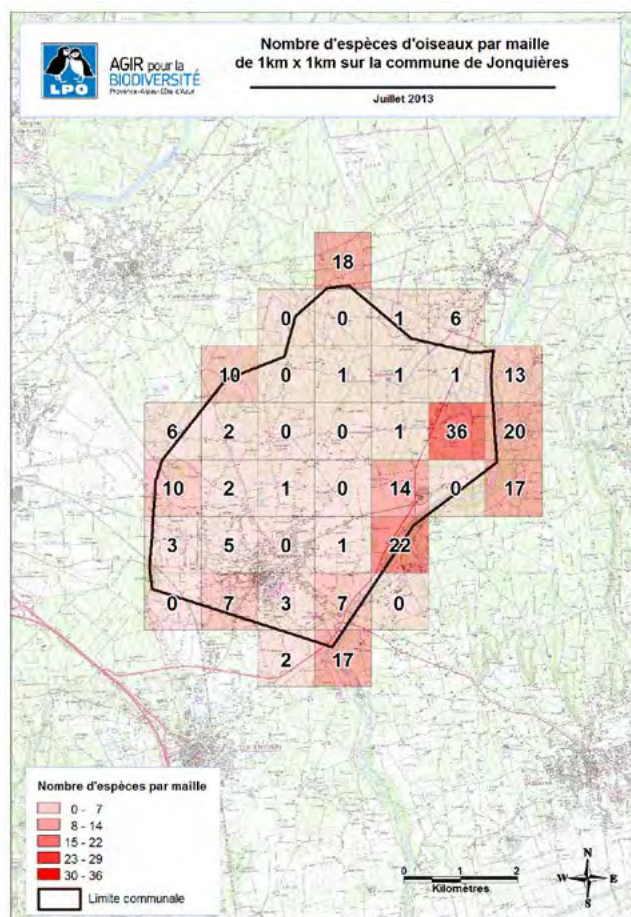 LPO
AGIR pour la
BIODIVERSITÉ
Provence-Alpes-Côte d'Azur
Nombre d'espèces d'oiseaux par maille
de 1km x 1km sur la commune de Jonquières
Juillet 2013
18
0 0 1 6
10 0 1 1 1 13
6 2 0 0 1 36 20
10 2 1 0 14 0 17
3 5 0 1 22
0 7 3 7 0
2 17
Nombre d'espèces par maille
0 - 7
8 - 14
15 - 22
23 - 29
30 - 36
Limite communale
0 1 2
Kilomètres
N
W E
S